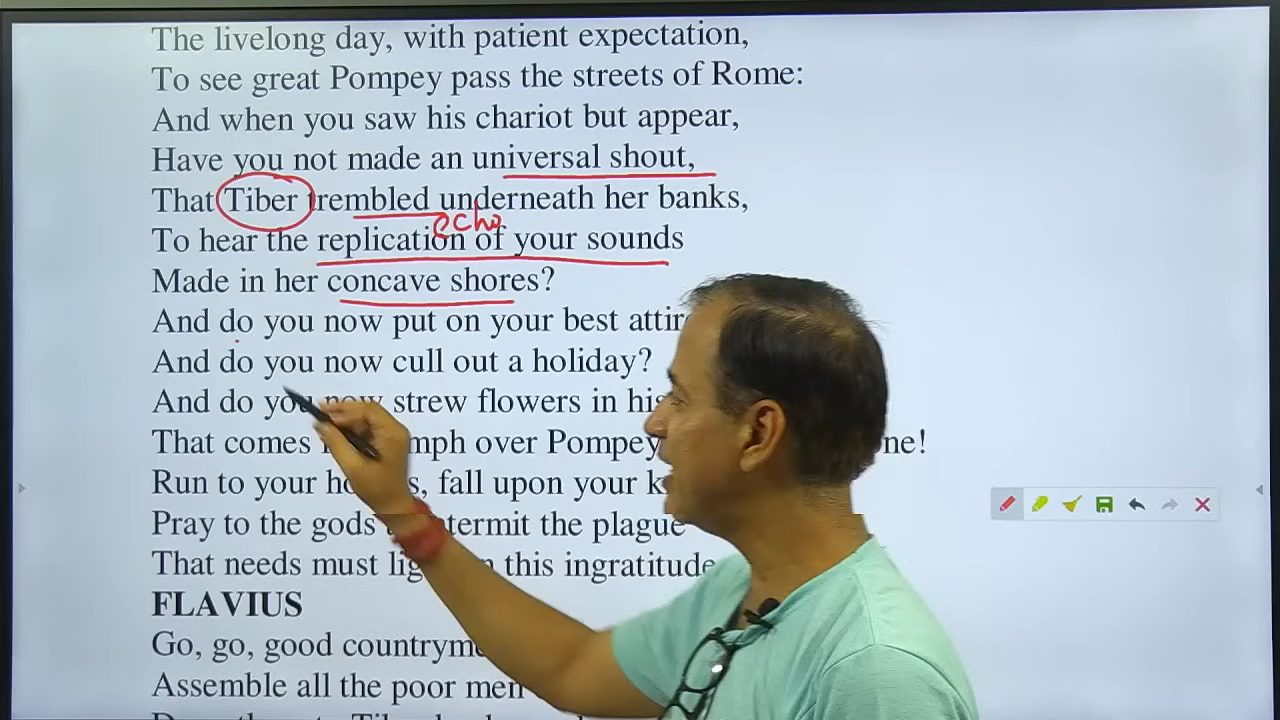 The livelong day, with patient expectation,
To see great Pompey pass the streets of Rome:
And when you saw his chariot but appear,
Have you not made an universal shout,
That Tiber trembled underneath her banks,
echo
To hear the replication of your sounds
Made in her concave shores?
And do you now put on your best attir
And do you now cull out a holiday?
And do you now strew flowers in his
That comes mph over Pompey ne!
Run to your ho s, fall upon your k
Pray to the gods termit the plague
That needs must lig n this ingratitude
FLAVIUS
Go, go, good countrym
Assemble all the poor men